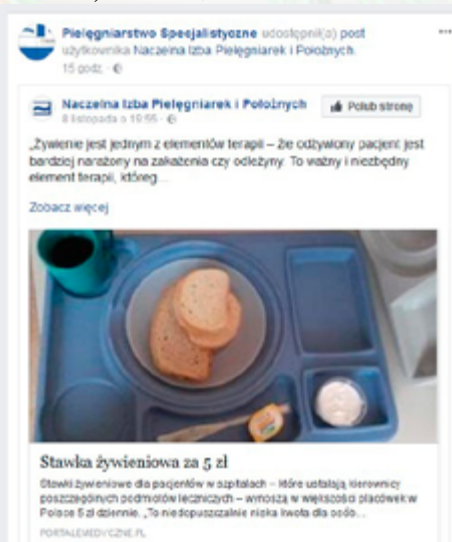 Pielęgniarstwo Specjalistyczne udostępnił(a) post
użytkownika Naczelna Izba Pielęgniarek i Położnych.
15 godz. ·
Naczelna Izba Pielęgniarek i Położnych
Polub stronę
8 listopada o 19:55 ·
„Żywienie jest jednym z elementów terapii – źle odżywiony pacjent jest
bardziej narażony na zakażenia czy odleżyny. To ważny i niezbędny
element terapii, któreg...
Zobacz więcej
Stawka żywieniowa za 5 zł
Stawki żywieniowe dla pacjentów w szpitalach – które ustalają kierownicy
poszczególnych podmiotów leczniczych – wynoszą w większości placówek w
Polsce 5 zł dziennie. „To niedopuszczalnie niska kwota dla osób...
PORTALEMEDYCZNE.PL